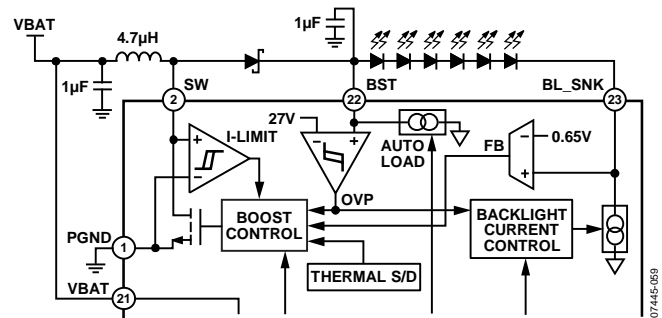 VBAT
4.7µH
1µF
1µF
SW
BST
BL_SNK
2
22
23
I-LIMIT
27V
AUTO
LOAD
FB
0.65V
+
–
–
+
–
+
OVP
PGND
1
BOOST
CONTROL
BACKLIGHT
CURRENT
CONTROL
THERMAL S/D
VBAT
21
07445-059